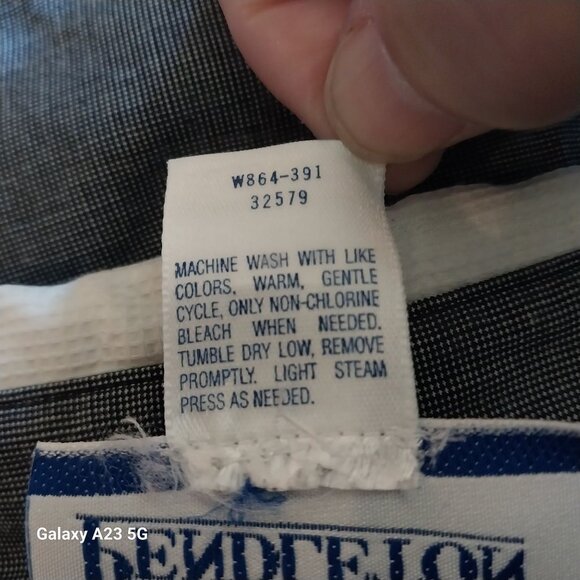 W864-391
32579
MACHINE WASH WITH LIKE
COLORS, WARM, GENTLE
CYCLE, ONLY NON-CHLORINE
BLEACH WHEN NEEDED.
TUMBLE DRY LOW, REMOVE
PROMPTLY. LIGHT STEAM
PRESS AS NEEDED.
Galaxy A23 5G
PENDLETON